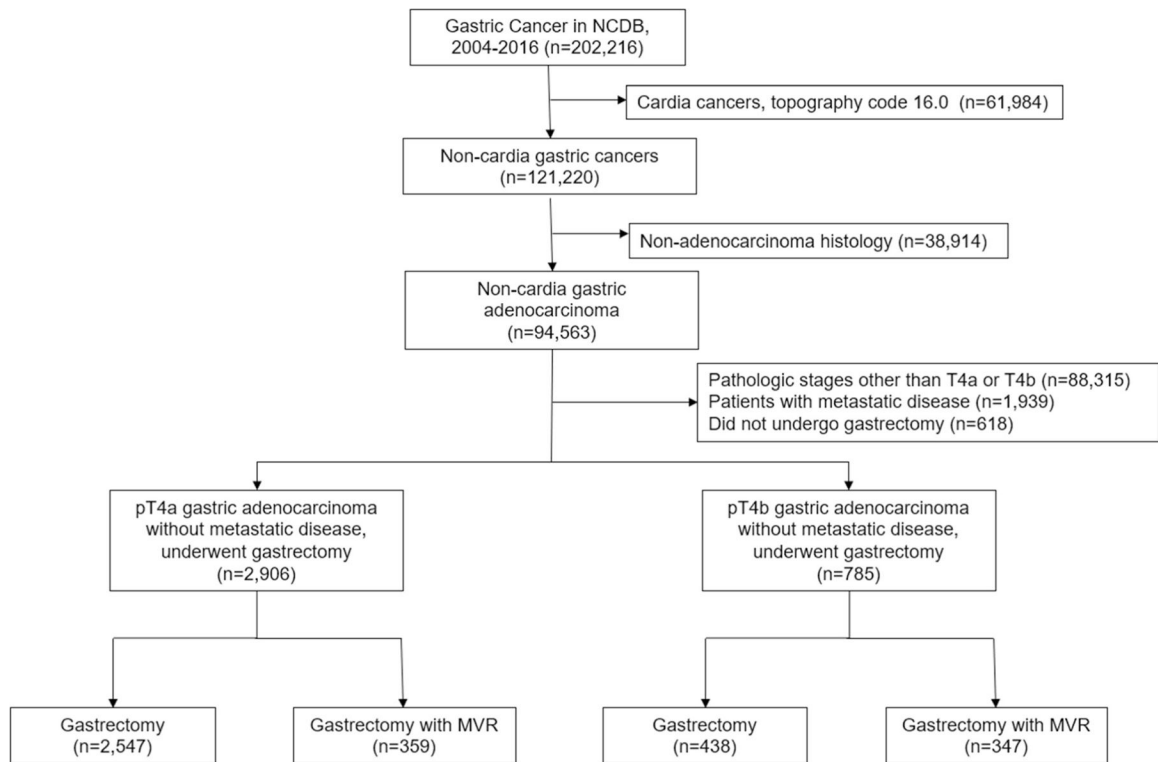 Gastric Cancer in NCDB,
2004-2016 (n=202,216)
Cardia cancers, topography code 16.0 (n=61,984)
Non-cardia gastric cancers
(n=121,220)
Non-adenocarcinoma histology (n=38,914)
Non-cardia gastric
adenocarcinoma
(n=94,563)
Pathologic stages other than T4a or T4b (n=88,315)
Patients with metastatic disease (n=1,939)
Did not undergo gastrectomy (n=618)
pT4a gastric adenocarcinoma
without metastatic disease,
underwent gastrectomy
(n=2,906)
pT4b gastric adenocarcinoma
without metastatic disease,
underwent gastrectomy
(n=785)
Gastrectomy
(n=2,547)
Gastrectomy with MVR
(n=359)
Gastrectomy
(n=438)
Gastrectomy with MVR
(n=347)